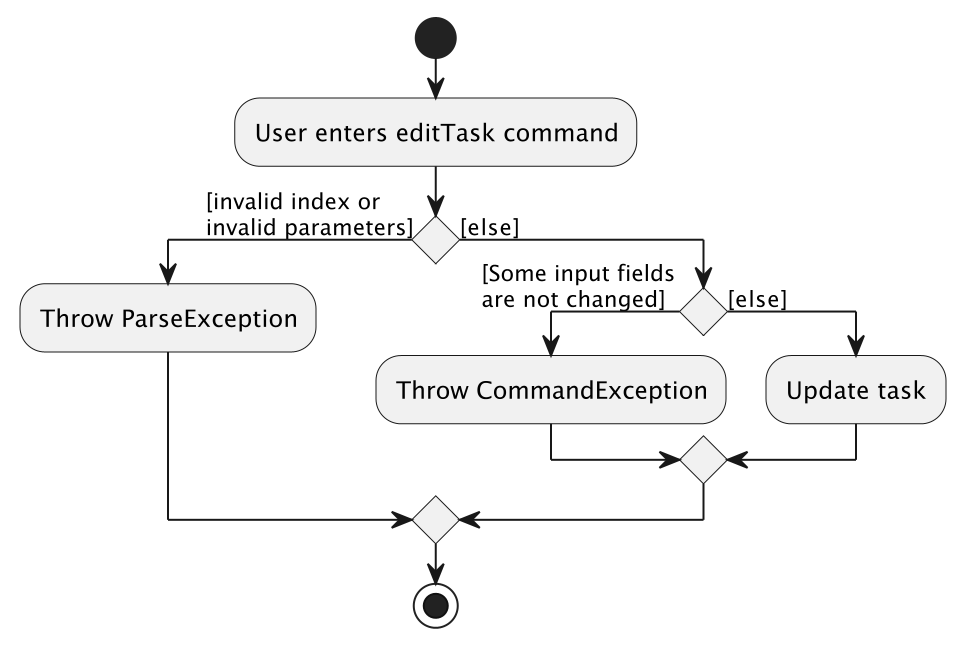 User enters editTask command
[invalid index or
invalid parameters]
[else]
Throw ParseException
[Some input fields
are not changed]
[else]
Throw CommandException
Update task